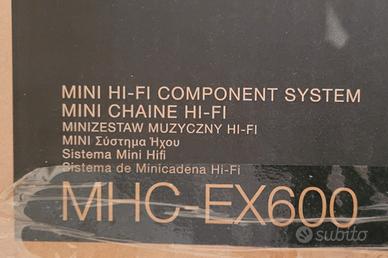 MINI HI-FI COMPONENT SYSTEM
MINI CHAINE HI-FI
MINIZESTAW MUZYCZNY HI-FI
MINI Σύστημα Ήχου
Sistema Mini Hifi
Sistema de Minicadena Hi-Fi
MHC-EX600
subito